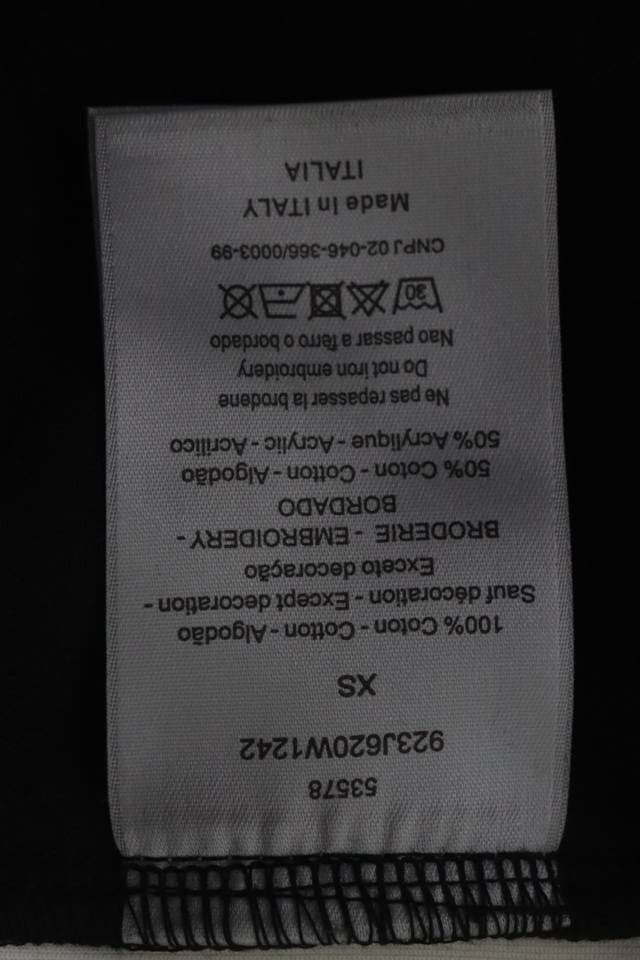 53578
923J620W1242
XS
100% Coton - Cotton - Algodão
Sauf décoration - Except decoration -
Exceto decoração
BRODERIE - EMBROIDERY -
BORDADO
50% Coton - Cotton - Algodão
50% Acrylique - Acrylic - Acrilico
Ne pas repasser la broderie
Do not iron embroidery
Nao passar a ferro o bordado
30
CNPJ 02-046-366/0003-99
Made In ITALY
ITALIA